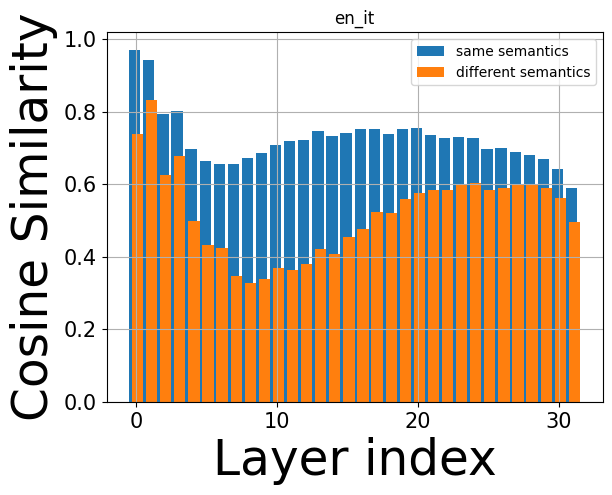 en_it
same semantics
different semantics
Cosine Similarity
1.0
0.8
0.6
0.4
0.2
0.0
0 10 20 30
Layer index